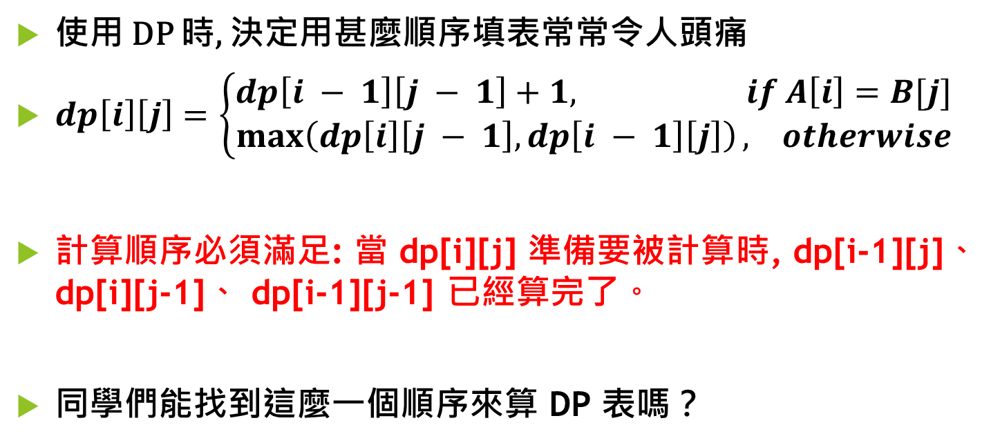 使用 DP 時, 決定用甚麼順序填表常常令人頭痛
dp[i][j] = { dp[i − 1][j − 1] + 1, if A[i] = B[j]
max(dp[i][j − 1], dp[i − 1][j]), otherwise
計算順序必須滿足: 當 dp[i][j] 準備要被計算時, dp[i-1][j]、
dp[i][j-1]、 dp[i-1][j-1] 已經算完了。
同學們能找到這麼一個順序來算 DP 表嗎？